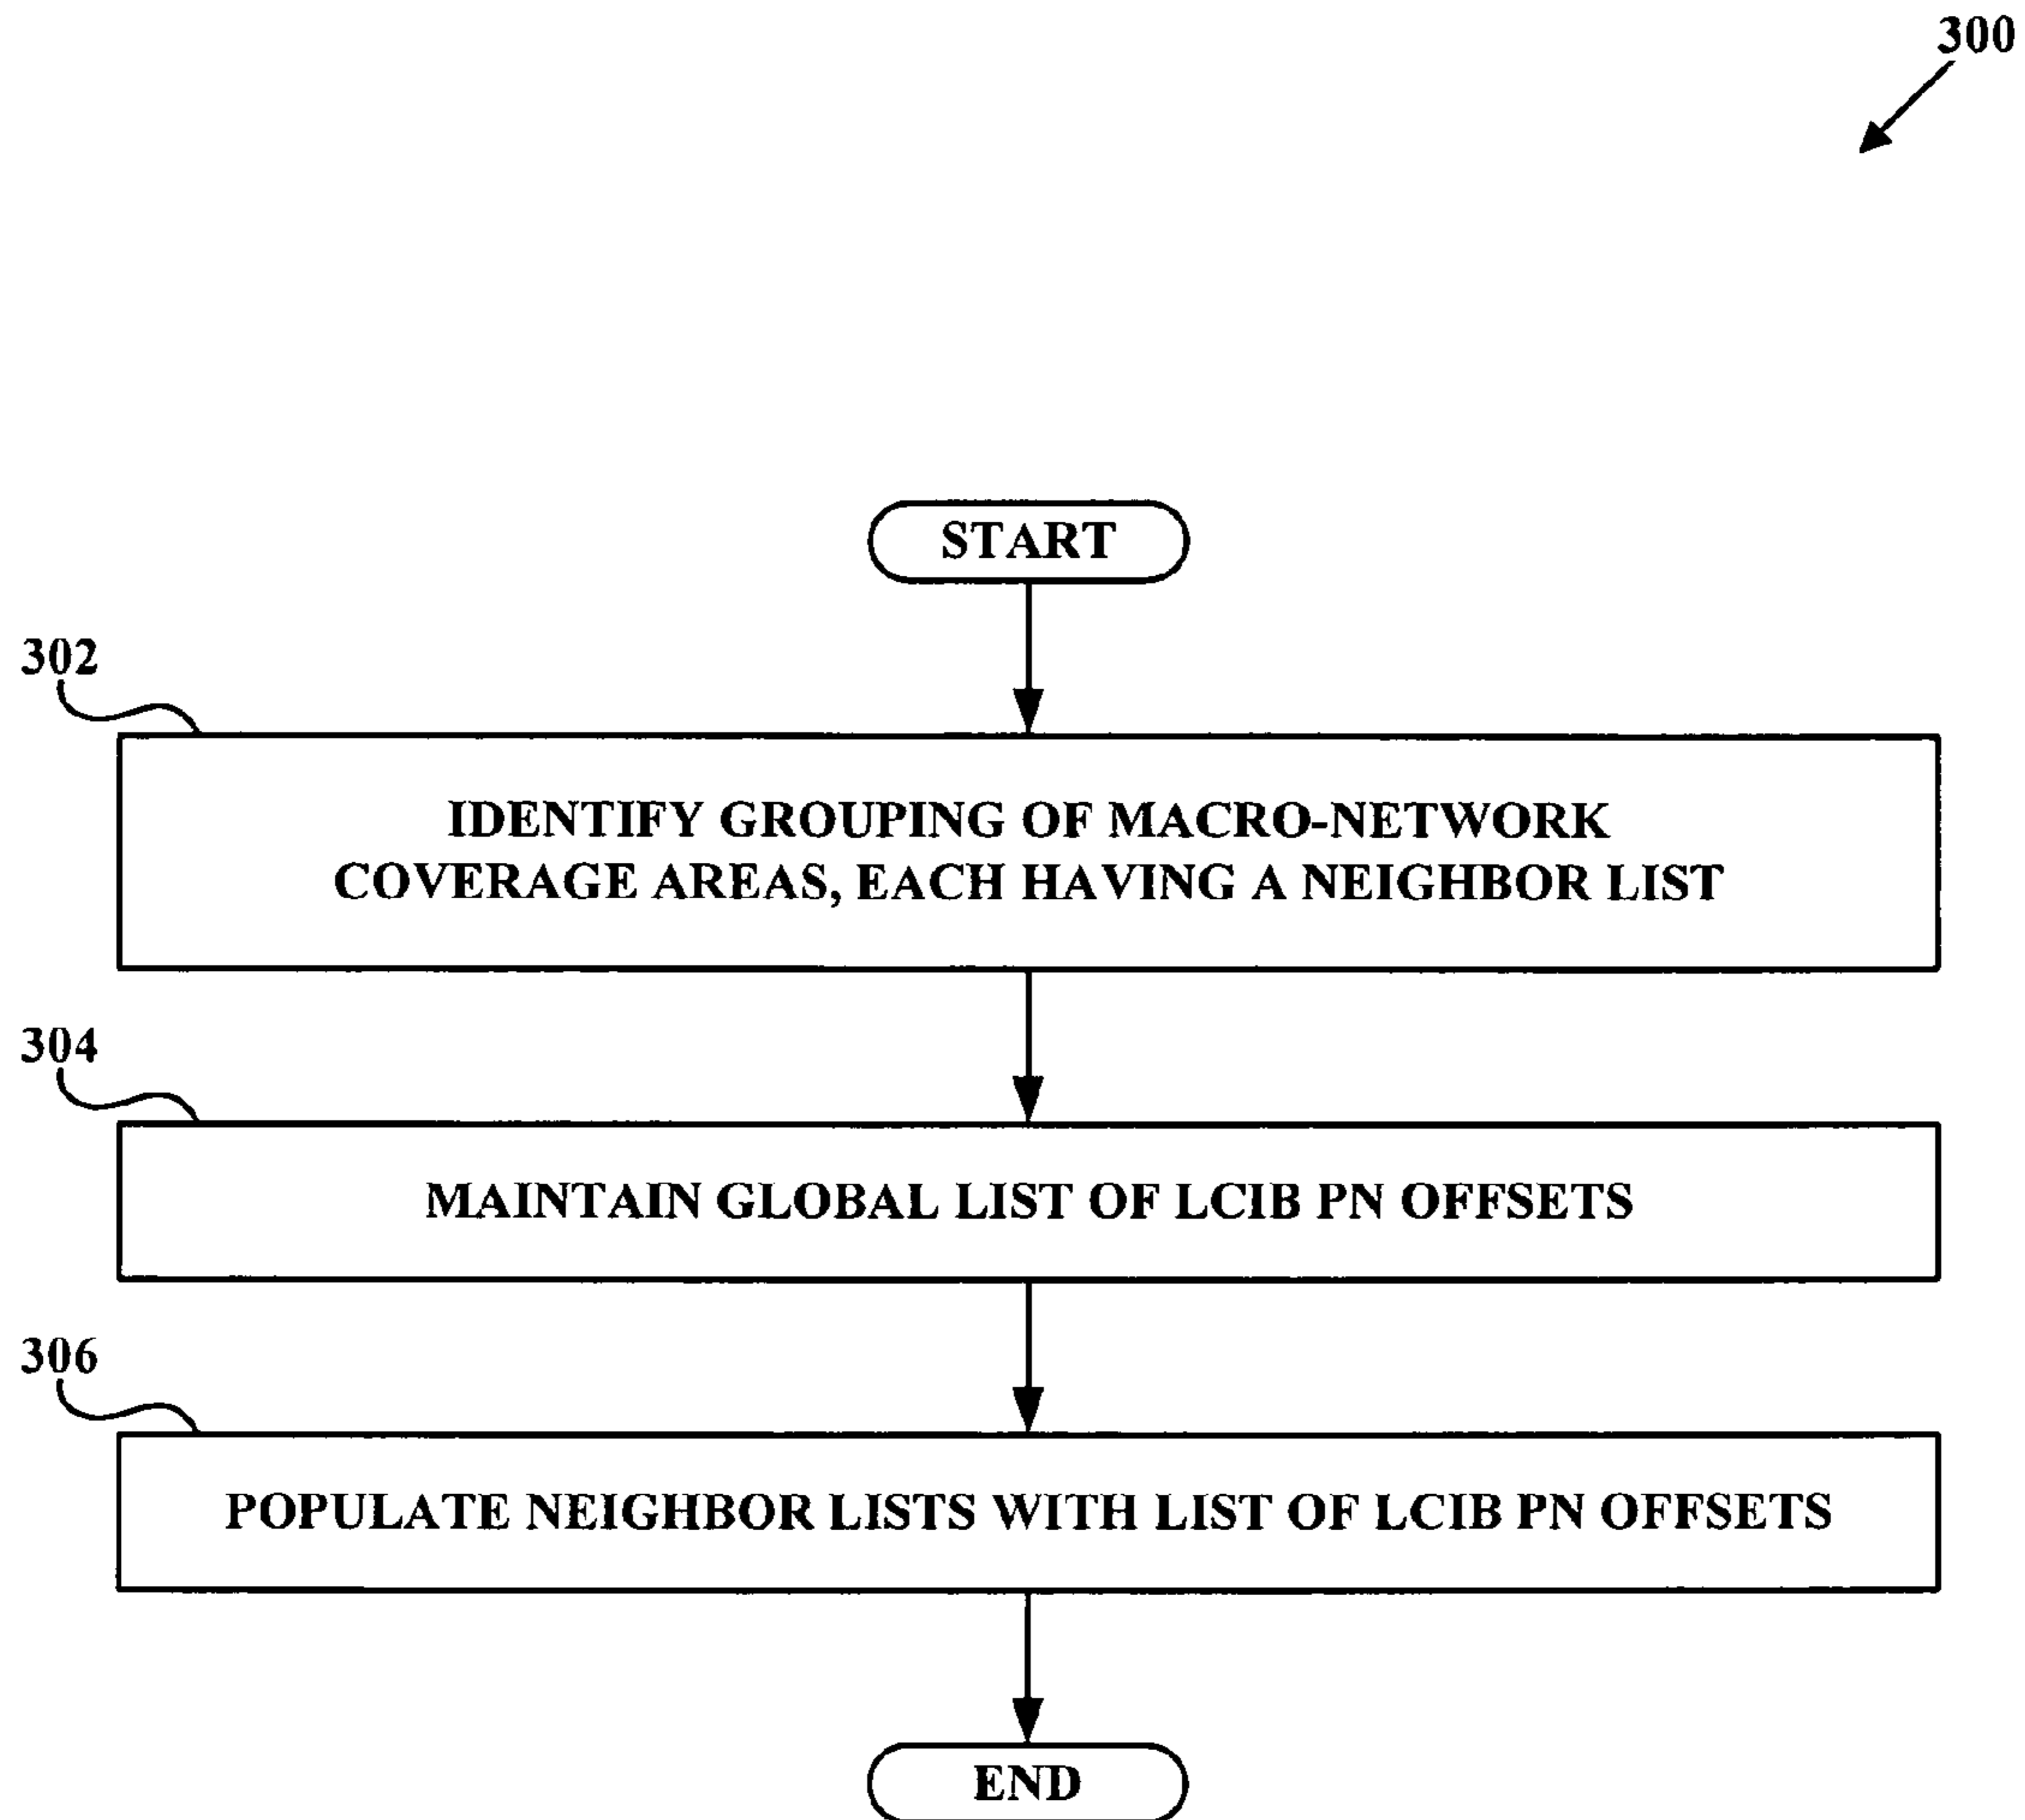 300
START
302
IDENTIFY GROUPING OF MACRO-NETWORK
COVERAGE AREAS, EACH HAVING A NEIGHBOR LIST
304
MAINTAIN GLOBAL LIST OF LCIB PN OFFSETS
306
POPULATE NEIGHBOR LISTS WITH LIST OF LCIB PN OFFSETS
END